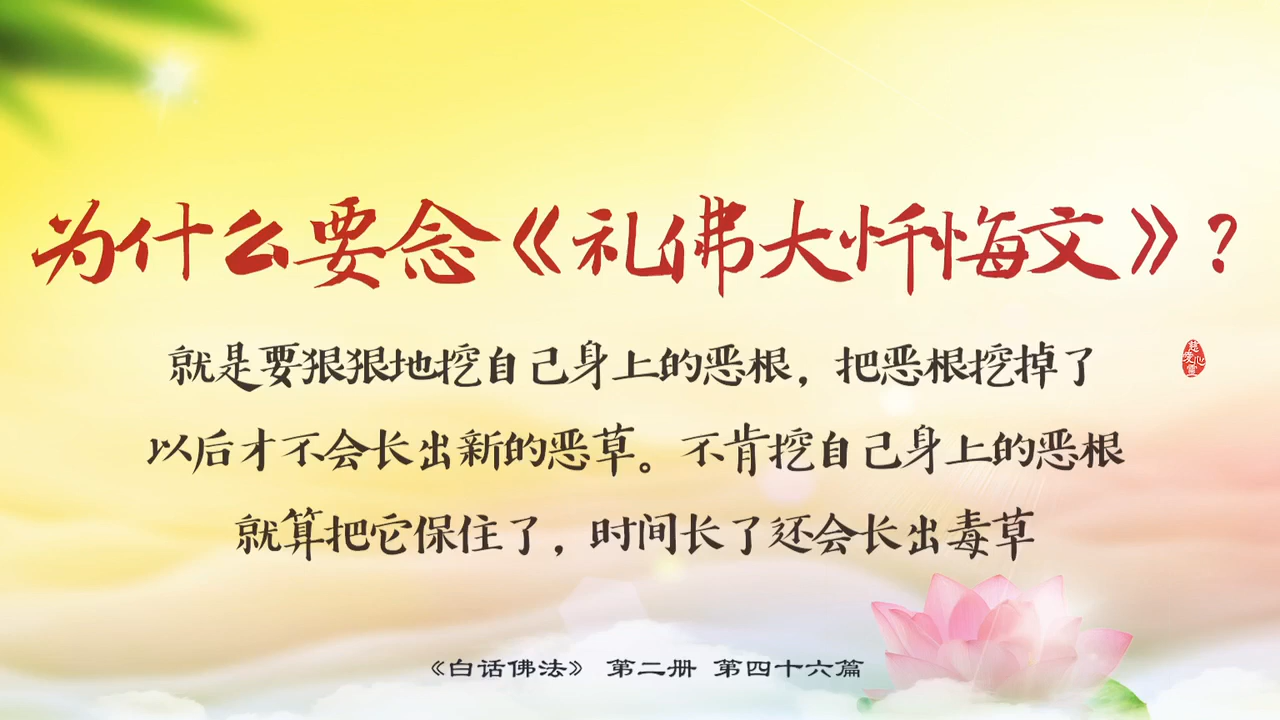 为什么要念《礼佛大忏悔文》?
就是要狠狠地挖自己身上的恶根，把恶根挖掉了
以后才不会长出新的恶草。不肯挖自己身上的恶根
就算把它保住了，时间长了还会长出毒草
慈爱心靈
《白话佛法》 第二册 第四十六篇